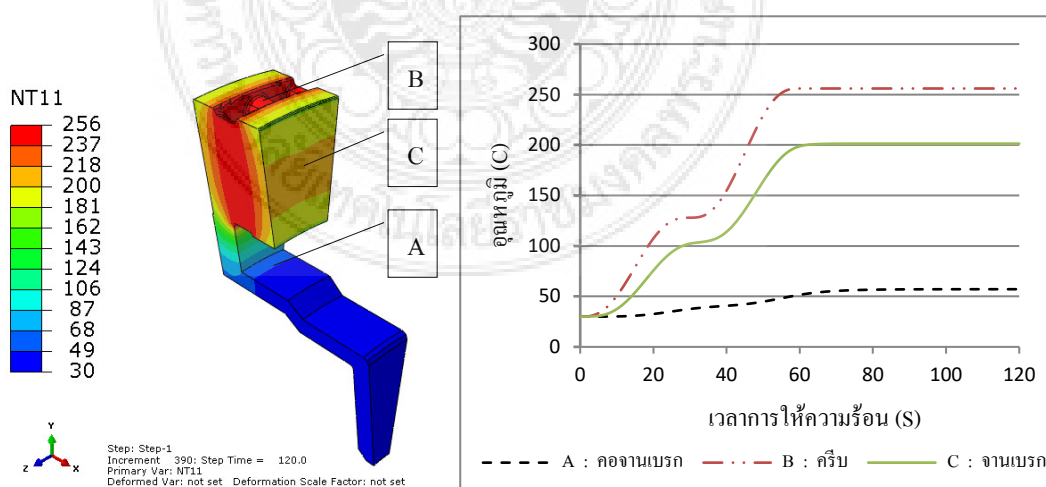 NT11
256
237
218
200
181
162
143
124
106
87
68
49
30
B
C
A
Y
Z X
Step: Step-1
Increment 390: Step Time = 120.0
Primary Var: NT11
Deformed Var: not set Deformation Scale Factor: not set
อุณหภูมิ (C)
300
250
200
150
100
50
0
0 20 40 60 80 100 120
เวลาการให้ความร้อน (S)
A : คอจานเบรก B : ครีบ C : จานเบรก